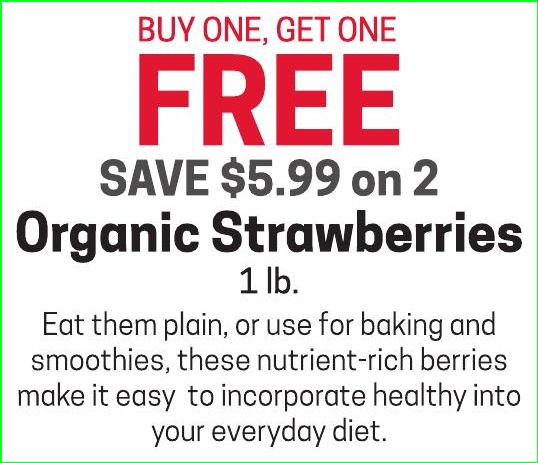 BUY ONE, GET ONE
FREE
SAVE $5.99 on 2
Organic Strawberries
1 lb.
Eat them plain, or use for baking and
smoothies, these nutrient-rich berries
make it easy  to incorporate healthy into
your everyday diet.